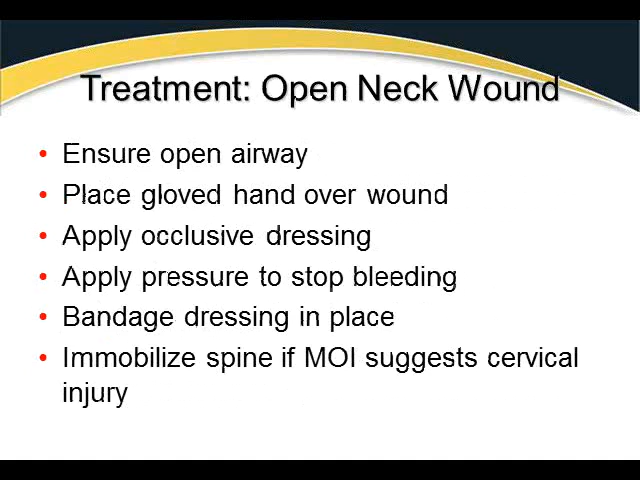 Treatment: Open Neck Wound
• Ensure open airway
• Place gloved hand over wound
• Apply occlusive dressing
• Apply pressure to stop bleeding
• Bandage dressing in place
• Immobilize spine if MOI suggests cervical
injury